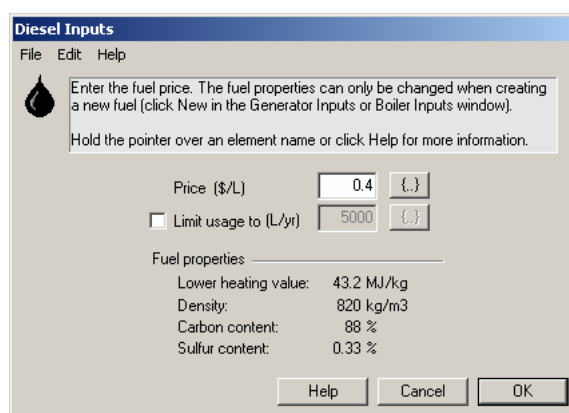 Diesel Inputs
File Edit Help
Enter the fuel price. The fuel properties can only be changed when creating
a new fuel (click New in the Generator Inputs or Boiler Inputs window).
Hold the pointer over an element name or click Help for more information.
Price ($/L) 0.4 {..}
Limit usage to (L/yr) 5000 {..}
Fuel properties
Lower heating value: 43.2 MJ/kg
Density: 820 kg/m3
Carbon content: 88 %
Sulfur content: 0.33 %
Help Cancel OK